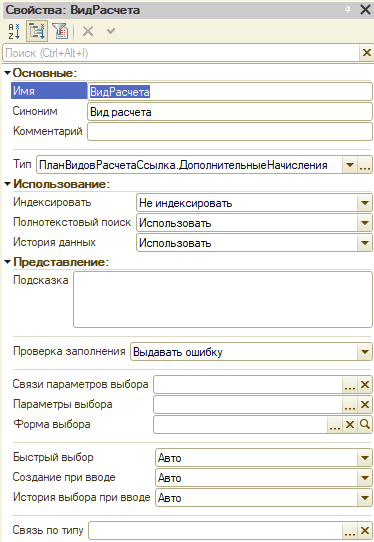 Свойства: ВидРасчета
Поиск (Ctrl+Alt+I)
Основные:
Имя ВидРасчета
Синоним Вид расчета
Комментарий
Тип ПланВидовРасчетаСсылка.ДополнительныеНачисления ...
Использование:
Индексировать Не индексировать
Полнотекстовый поиск Использовать
История данных Использовать
Представление:
Подсказка
Проверка заполнения Выдавать ошибку
Связи параметров выбора ...
Параметры выбора ...
Форма выбора ...
Быстрый выбор Авто
Создание при вводе Авто
История выбора при вводе Авто
Связь по типу ...